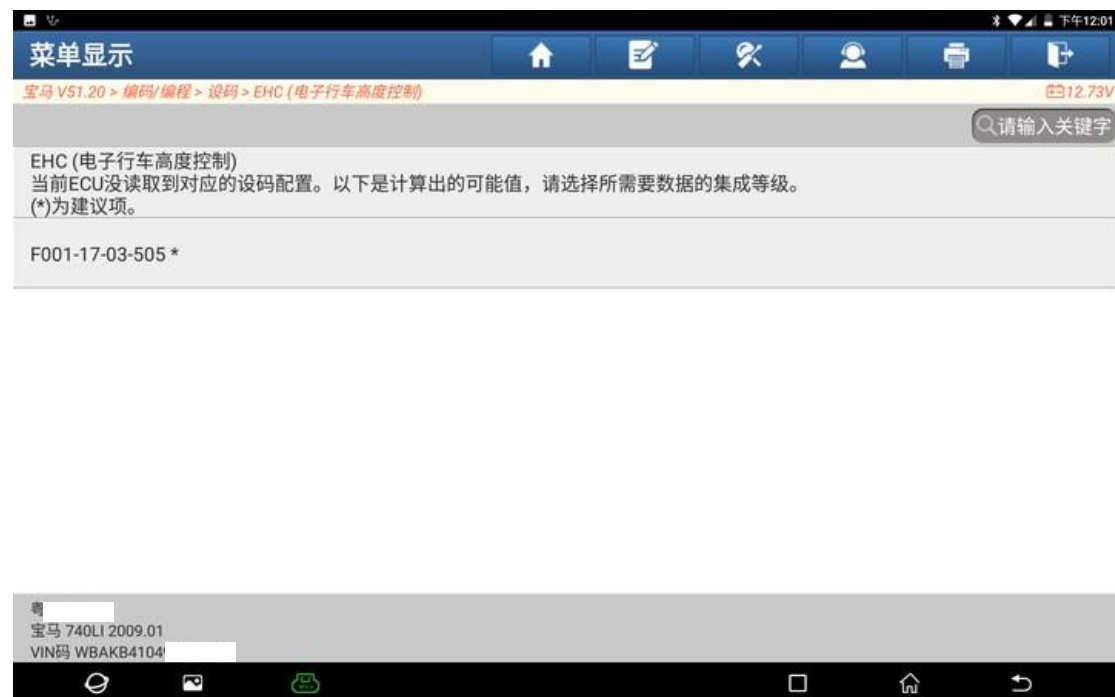 下午12:01
菜单显示
宝马 V51.20 > 编码/编程 > 设码 > EHC (电子行车高度控制)
12.73V
请输入关键字
EHC (电子行车高度控制)
当前ECU没读取到对应的设码配置。以下是计算出的可能值，请选择所需要数据的集成等级。
(*)为建议项。
F001-17-03-505 *
粤
宝马 740LI 2009.01
VIN码 WBAKB4104